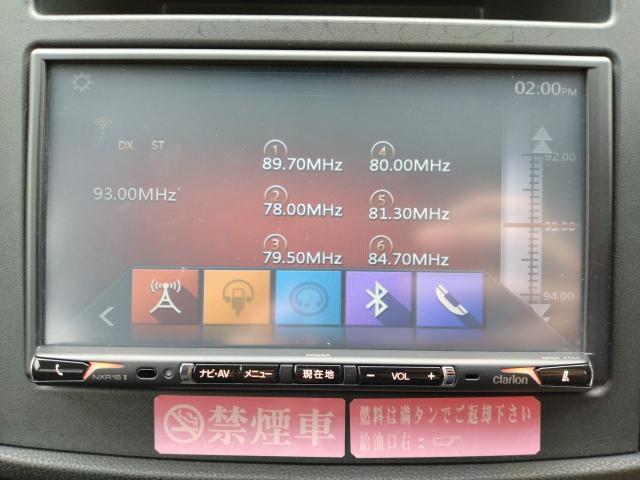 02:00PM
DX ST
93.00MHz
1
89.70MHz
2
78.00MHz
3
79.50MHz
4
80.00MHz
5
81.30MHz
6
84.70MHz
92.00
93.00
94.00
POWER
NXR16 II
ナビ・AV
メニュー
現在地
− VOL +
clarion
禁煙車
燃料は満タンでご返却下さい
給油口右：